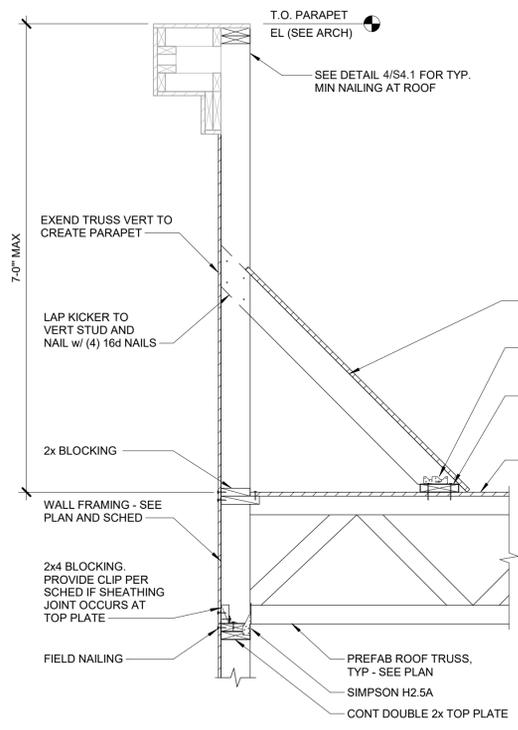 T.O. PARAPET
EL (SEE ARCH)
SEE DETAIL 4/S4.1 FOR TYP.
MIN NAILING AT ROOF
EXEND TRUSS VERT TO
CREATE PARAPET
7-0"" MAX
LAP KICKER TO
VERT STUD AND
NAIL w/ (4) 16d NAILS
2x BLOCKING
WALL FRAMING - SEE
PLAN AND SCHED
2x4 BLOCKING.
PROVIDE CLIP PER
SCHED IF SHEATHING
JOINT OCCURS AT
TOP PLATE
FIELD NAILING
PREFAB ROOF TRUSS,
TYP - SEE PLAN
SIMPSON H2.5A
CONT DOUBLE 2x TOP PLATE